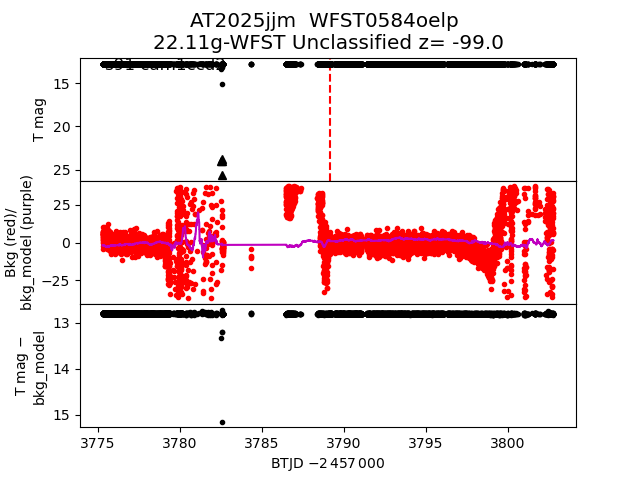 AT2025jjm  WFST0584oelp
22.11g-WFST Unclassified z= -99.0
T mag
15
20
25
Bkg (red)/
bkg_model (purple)
25
0
−25
T mag −
bkg_model
13
14
15
3775
3780
3785
3790
3795
3800
BTJD −2 457 000